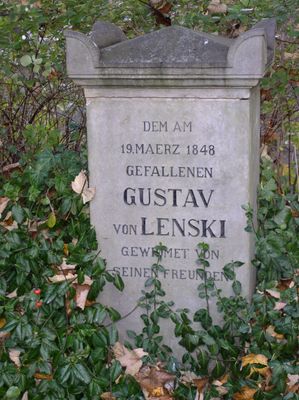 DEM AM
19. MAERZ 1848
GEFALLENEN
GUSTAV
VON LENSKI
GEWIDMET VON
SEINEN FREUNDEN